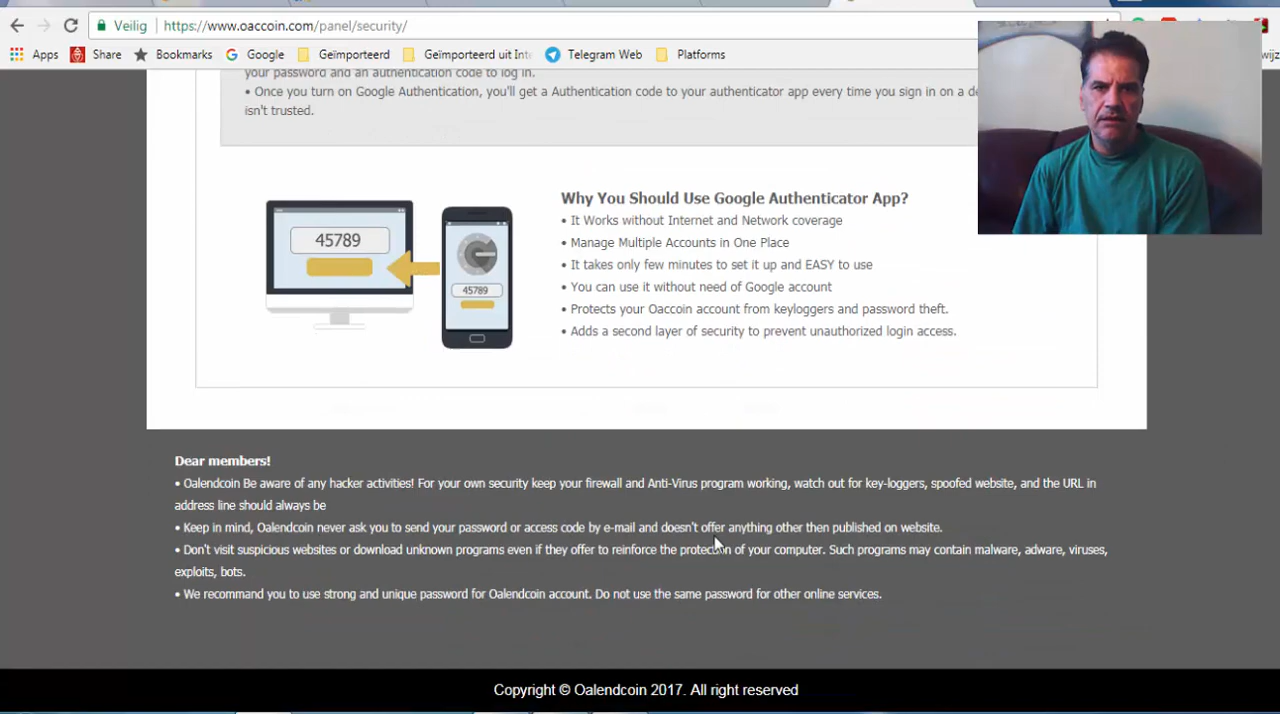 Veilig https://www.oaccoin.com/panel/security/
Apps Share Bookmarks Google Geïmporteerd Geïmporteerd uit Int Telegram Web Platforms
your password and an authentication code to log in.
• Once you turn on Google Authentication, you'll get a Authentication code to your authenticator app every time you sign in on a de
isn't trusted.
45789
45789
Why You Should Use Google Authenticator App?
• It Works without Internet and Network coverage
• Manage Multiple Accounts in One Place
• It takes only few minutes to set it up and EASY to use
• You can use it without need of Google account
• Protects your Oaccoin account from keyloggers and password theft.
• Adds a second layer of security to prevent unauthorized login access.
Dear members!
• Oalendcoin Be aware of any hacker activities! For your own security keep your firewall and Anti-Virus program working, watch out for key-loggers, spoofed website, and the URL in
address line should always be
• Keep in mind, Oalendcoin never ask you to send your password or access code by e-mail and doesn't offer anything other then published on website.
• Don't visit suspicious websites or download unknown programs even if they offer to reinforce the protection of your computer. Such programs may contain malware, adware, viruses,
exploits, bots.
• We recommand you to use strong and unique password for Oalendcoin account. Do not use the same password for other online services.
Copyright © Oalendcoin 2017. All right reserved